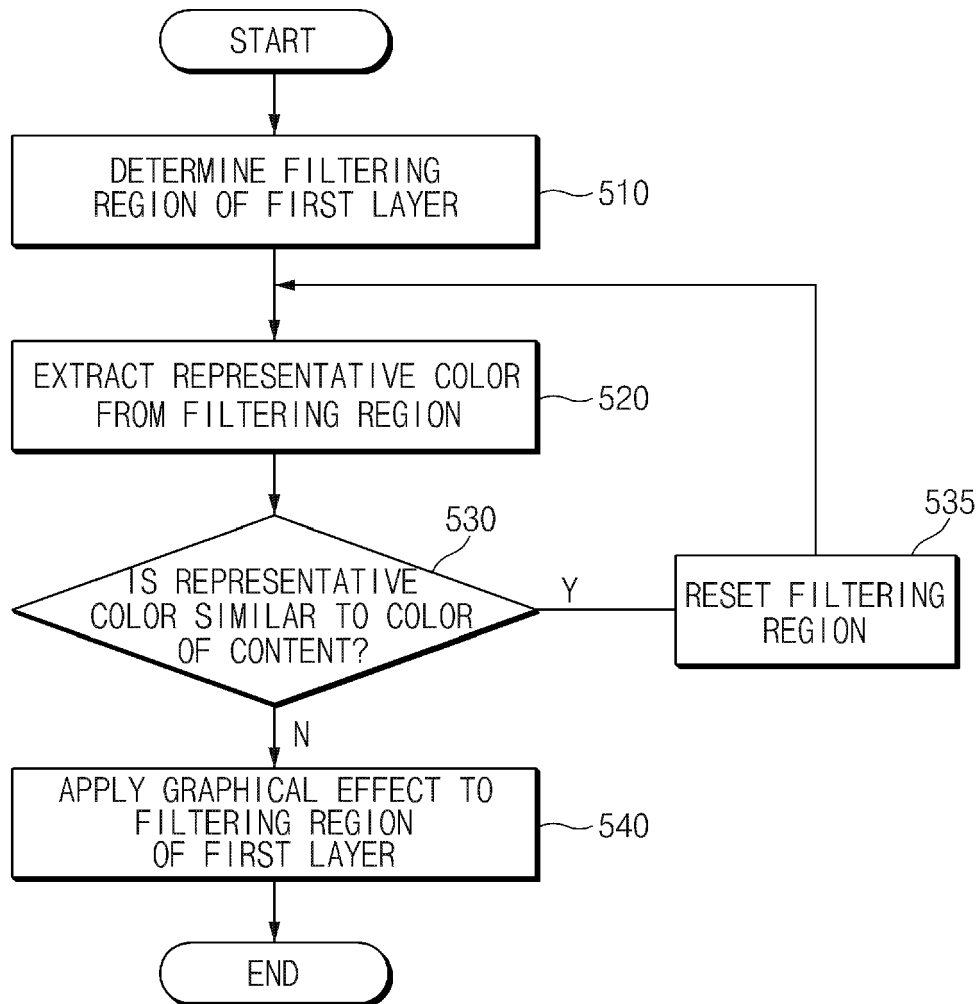 START
DETERMINE FILTERING
REGION OF FIRST LAYER
510
EXTRACT REPRESENTATIVE COLOR
FROM FILTERING REGION
520
530
IS REPRESENTATIVE
COLOR SIMILAR TO COLOR
OF CONTENT?
Y
535
RESET FILTERING
REGION
N
APPLY GRAPHICAL EFFECT TO
FILTERING REGION
OF FIRST LAYER
540
END